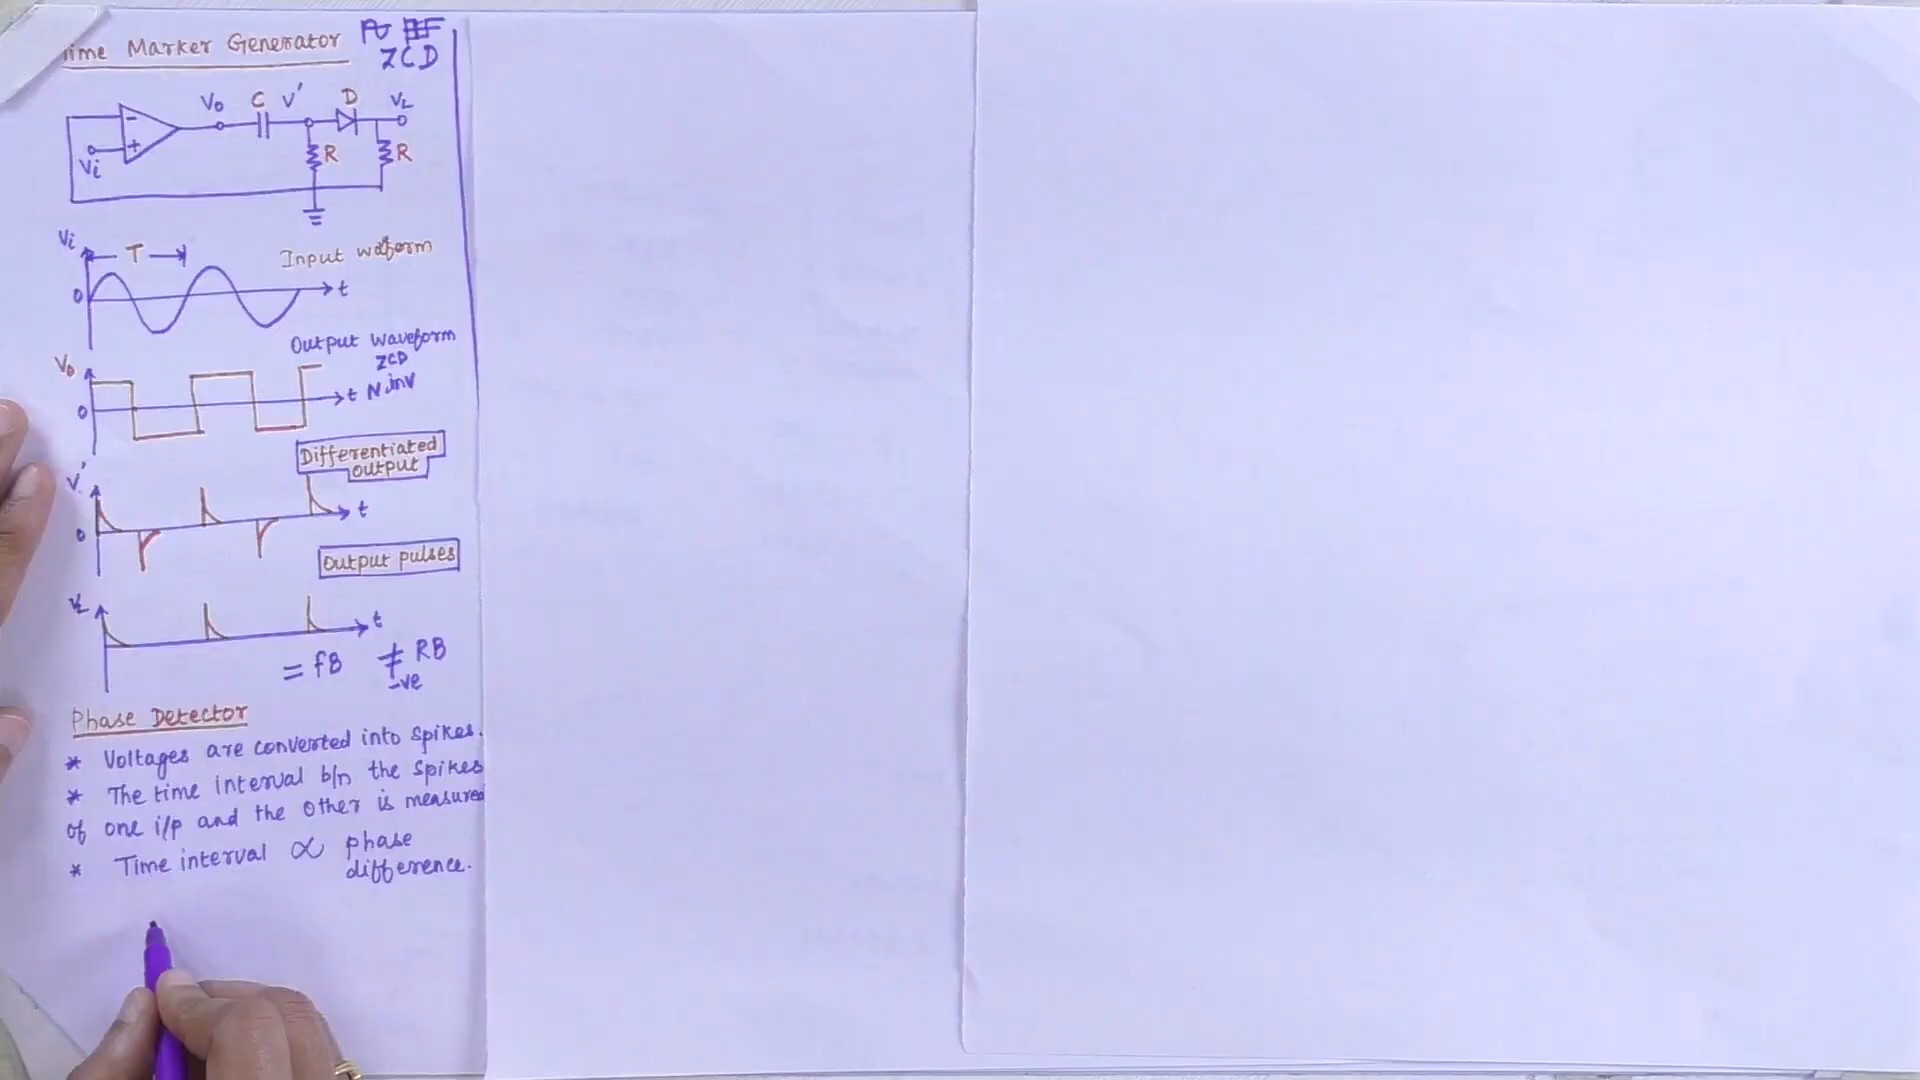 Time Marker Generator
ZCD
Vo C V' D VL
- +
Vi
R R
Vi
T
Input waform
0 t
Output waveform
ZCD
Vo
0 t N inv
Differentiated
output
V'
0 t
Output pulses
VL
t
= fB ≠ RB
-ve
Phase Detector
* Voltages are converted into spikes.
* The time interval b/n the spikes
of one i/p and the other is measured
* Time interval ∝ phase
difference.